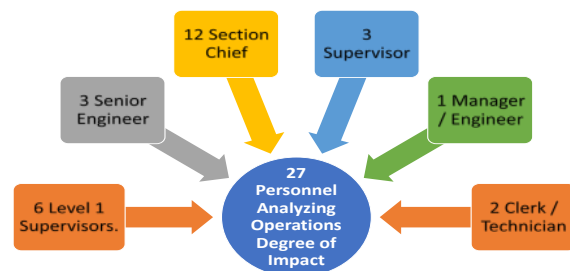 12 Section
Chief
3
Supervisor
3 Senior
Engineer
1 Manager
/ Engineer
6 Level 1
Supervisors.
27
Personnel
Analyzing
Operations
Degree of
Impact
2 Clerk /
Technician